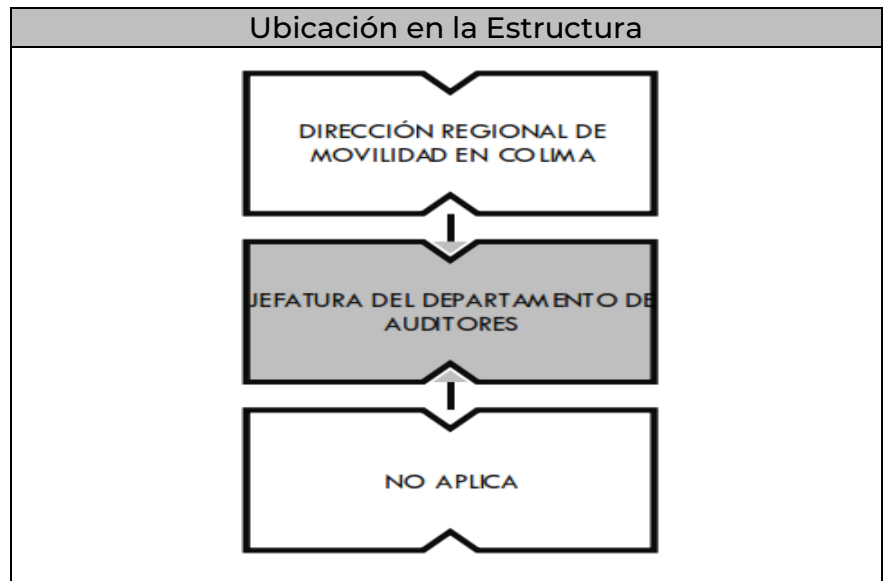 Ubicación en la Estructura
DIRECCIÓN REGIONAL DE
MOVILIDAD EN COLIMA
JEFATURA DEL DEPARTAMENTO DE
AUDITORES
NO APLICA